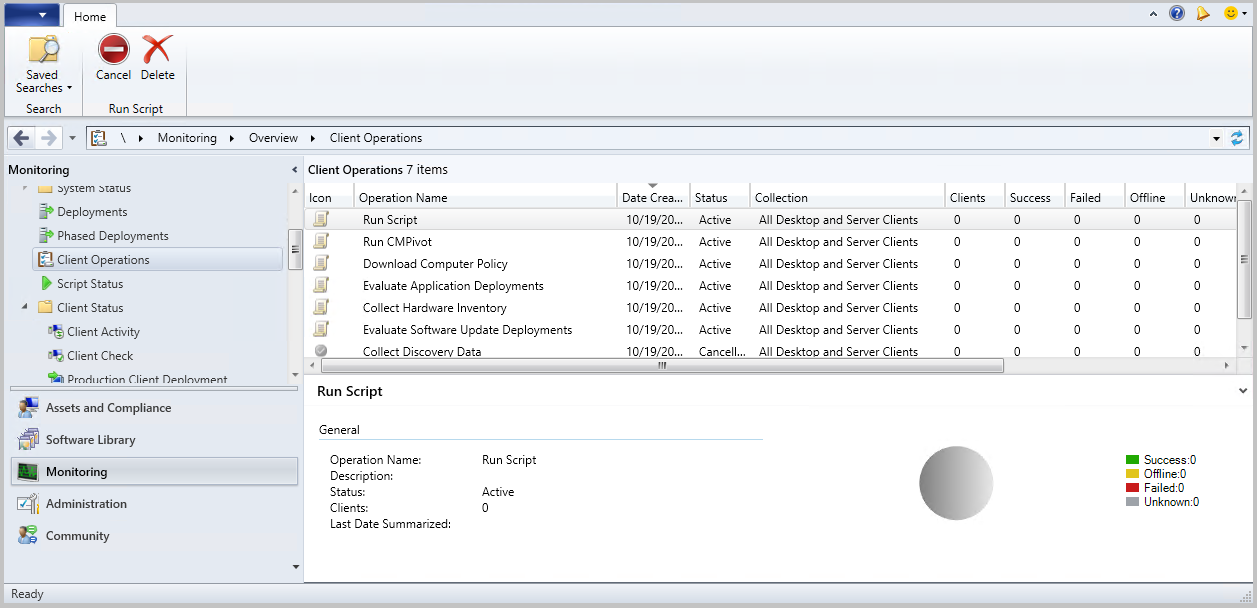 Home
Saved
Searches
Cancel
Delete
Search
Run Script
\ Monitoring Overview Client Operations
Monitoring
System Status
Deployments
Phased Deployments
Client Operations
Script Status
Client Status
Client Activity
Client Check
Production Client Deployment
Assets and Compliance
Software Library
Monitoring
Administration
Community
Client Operations 7 items
Icon Operation Name Date Crea... Status Collection Clients Success Failed Offline Unknown
Run Script 10/19/20... Active All Desktop and Server Clients 0 0 0 0 0
Run CMPivot 10/19/20... Active All Desktop and Server Clients 0 0 0 0 0
Download Computer Policy 10/19/20... Active All Desktop and Server Clients 0 0 0 0 0
Evaluate Application Deployments 10/19/20... Active All Desktop and Server Clients 0 0 0 0 0
Collect Hardware Inventory 10/19/20... Active All Desktop and Server Clients 0 0 0 0 0
Evaluate Software Update Deployments 10/19/20... Active All Desktop and Server Clients 0 0 0 0 0
Collect Discovery Data 10/19/20... Cancell... All Desktop and Server Clients 0 0 0 0 0
Run Script
General
Operation Name: Run Script
Description:
Status: Active
Clients: 0
Last Date Summarized:
Success:0
Offline:0
Failed:0
Unknown:0
Ready